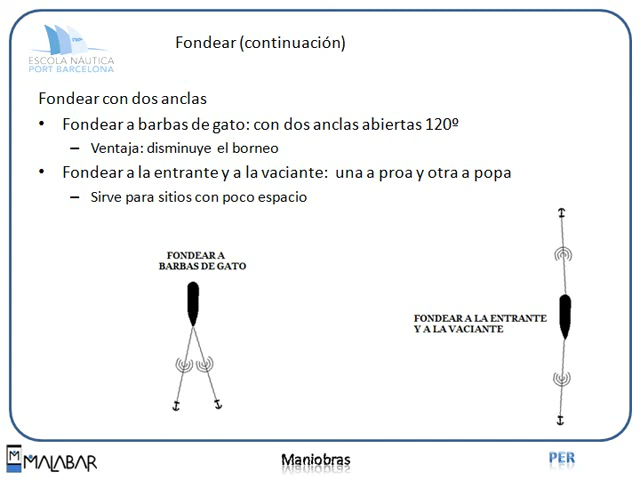 Fondear (continuación)
ESCOLA NÁUTICA
PORT BARCELONA
Fondear con dos anclas
• Fondear a barbas de gato: con dos anclas abiertas 120º
– Ventaja: disminuye el borneo
• Fondear a la entrante y a la vaciante: una a proa y otra a popa
– Sirve para sitios con poco espacio
FONDEAR A
BARBAS DE GATO
FONDEAR A LA ENTRANTE
Y A LA VACIANTE
MALABAR
Maniobras
PER